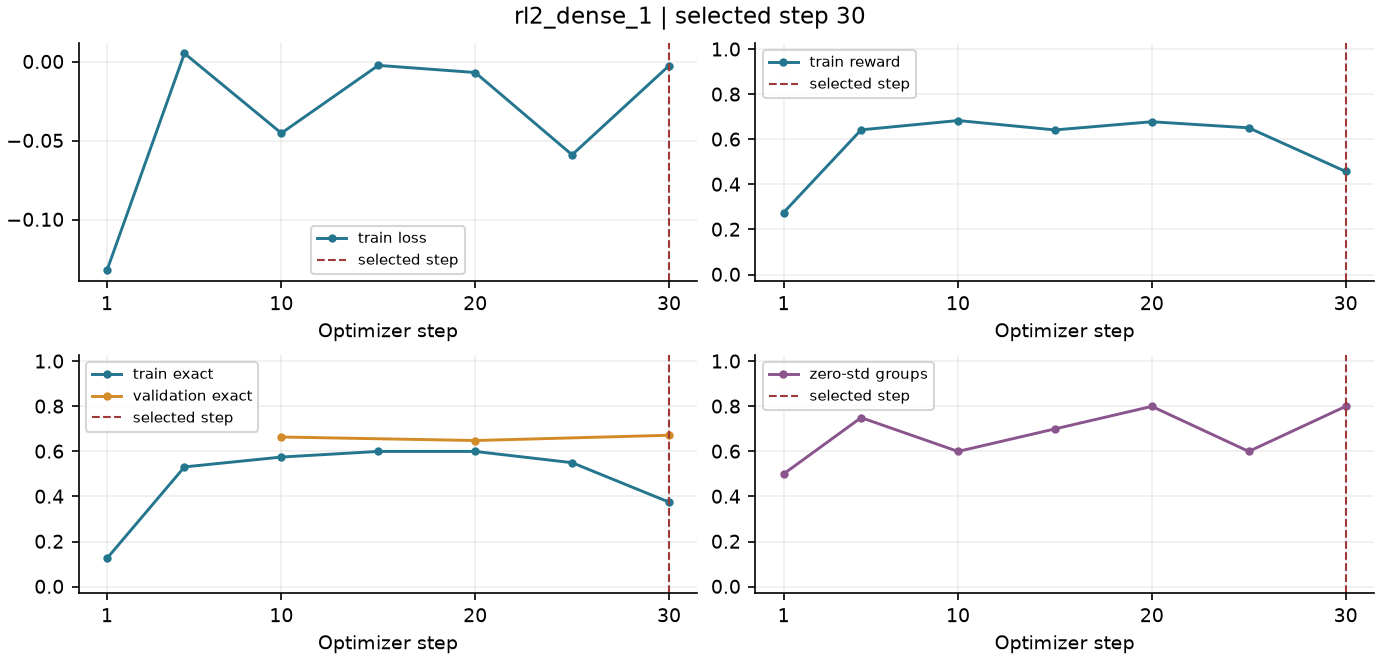 rl2_dense_1 | selected step 30
0.00
−0.05
−0.10
train loss
selected step
1 10 20 30
Optimizer step
1.0
0.8
0.6
0.4
0.2
0.0
train reward
selected step
1 10 20 30
Optimizer step
1.0
0.8
0.6
0.4
0.2
0.0
train exact
validation exact
selected step
1 10 20 30
Optimizer step
1.0
0.8
0.6
0.4
0.2
0.0
zero-std groups
selected step
1 10 20 30
Optimizer step